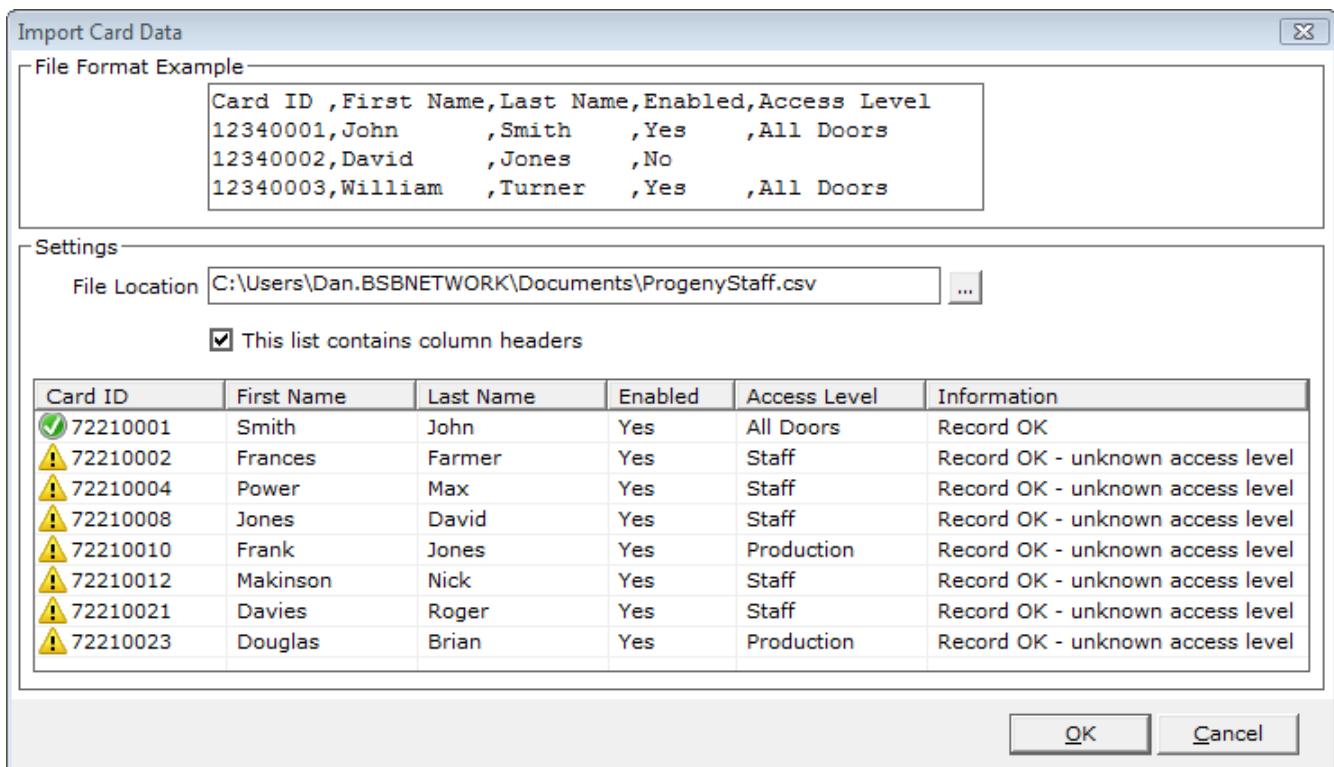 Import Card Data
File Format Example
Card ID ,First Name,Last Name,Enabled,Access Level
12340001,John ,Smith ,Yes ,All Doors
12340002,David ,Jones ,No
12340003,William ,Turner ,Yes ,All Doors
Settings
File Location C:\Users\Dan.BSBNETWORK\Documents\ProgenyStaff.csv ...
This list contains column headers
Card ID First Name Last Name Enabled Access Level Information
72210001 Smith John Yes All Doors Record OK
72210002 Frances Farmer Yes Staff Record OK - unknown access level
72210004 Power Max Yes Staff Record OK - unknown access level
72210008 Jones David Yes Staff Record OK - unknown access level
72210010 Frank Jones Yes Production Record OK - unknown access level
72210012 Makinson Nick Yes Staff Record OK - unknown access level
72210021 Davies Roger Yes Staff Record OK - unknown access level
72210023 Douglas Brian Yes Production Record OK - unknown access level
OK Cancel